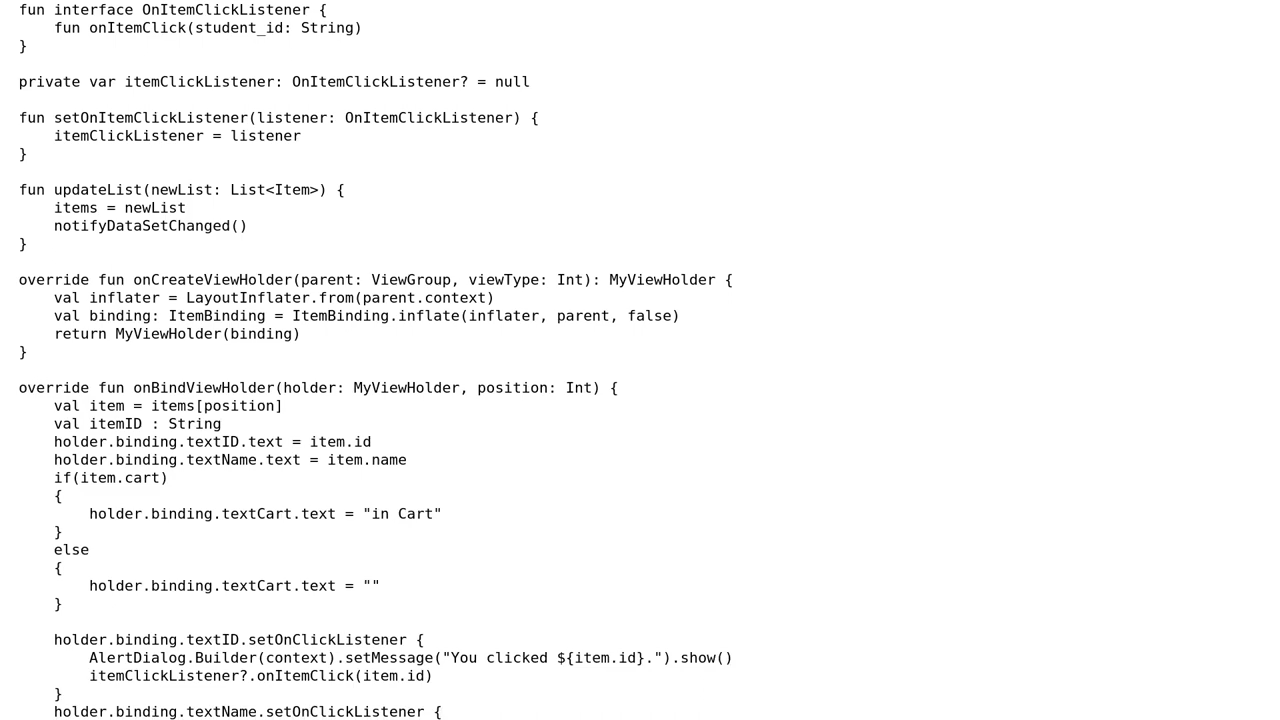 fun interface OnItemClickListener {
    fun onItemClick(student_id: String)
}

private var itemClickListener: OnItemClickListener? = null

fun setOnItemClickListener(listener: OnItemClickListener) {
    itemClickListener = listener
}

fun updateList(newList: List<Item>) {
    items = newList
    notifyDataSetChanged()
}

override fun onCreateViewHolder(parent: ViewGroup, viewType: Int): MyViewHolder {
    val inflater = LayoutInflater.from(parent.context)
    val binding: ItemBinding = ItemBinding.inflate(inflater, parent, false)
    return MyViewHolder(binding)
}

override fun onBindViewHolder(holder: MyViewHolder, position: Int) {
    val item = items[position]
    val itemID : String
    holder.binding.textID.text = item.id
    holder.binding.textName.text = item.name
    if(item.cart)
    {
        holder.binding.textCart.text = "in Cart"
    }
    else
    {
        holder.binding.textCart.text = ""
    }

    holder.binding.textID.setOnClickListener {
        AlertDialog.Builder(context).setMessage("You clicked ${item.id}.").show()
        itemClickListener?.onItemClick(item.id)
    }
    holder.binding.textName.setOnClickListener {